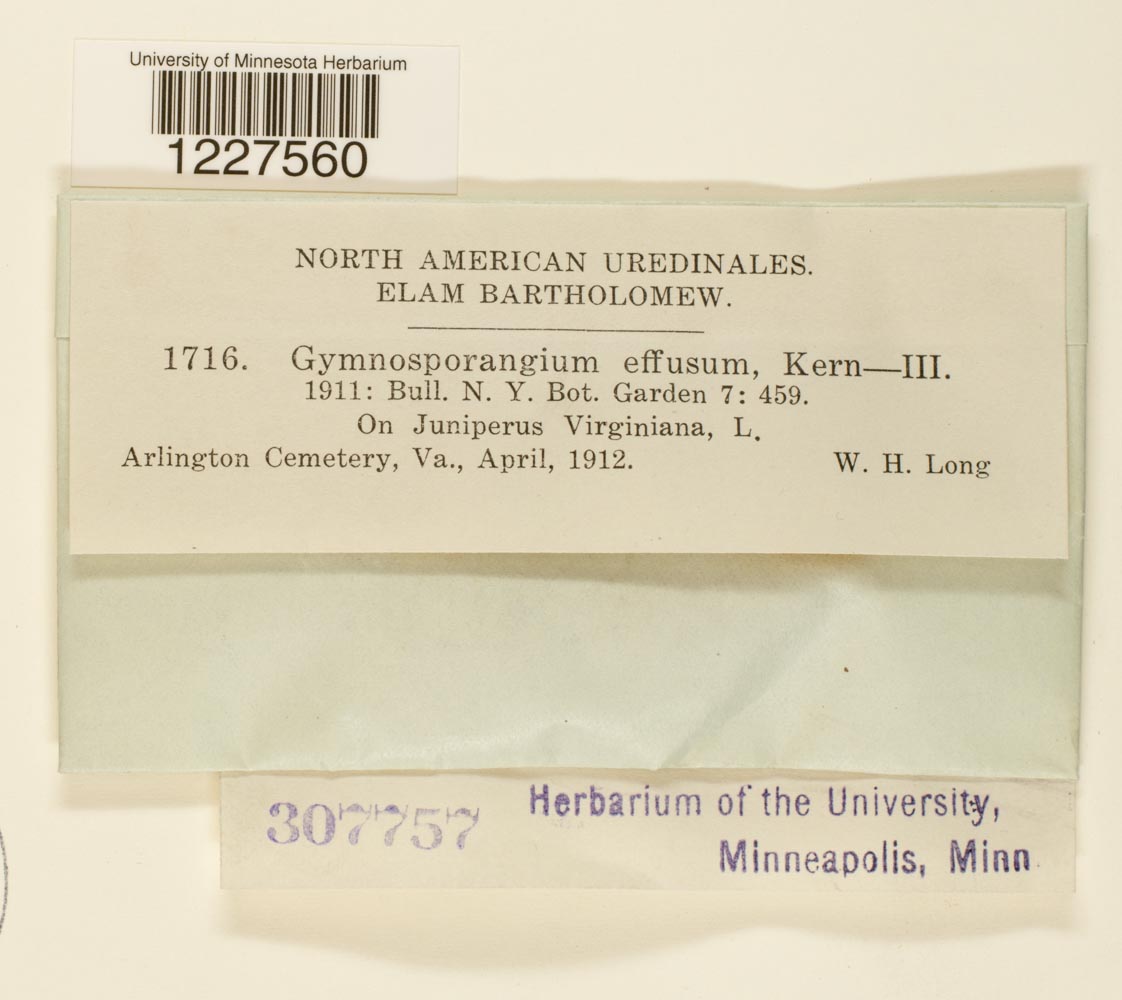 University of Minnesota Herbarium
1227560
NORTH AMERICAN UREDINALES.
ELAM BARTHOLOMEW.
1716. Gymnosporangium effusum, Kern—III.
1911: Bull. N. Y. Bot. Garden 7: 459.
On Juniperus Virginiana, L.
Arlington Cemetery, Va., April, 1912. W. H. Long
307757
Herbarium of the University,
Minneapolis, Minn